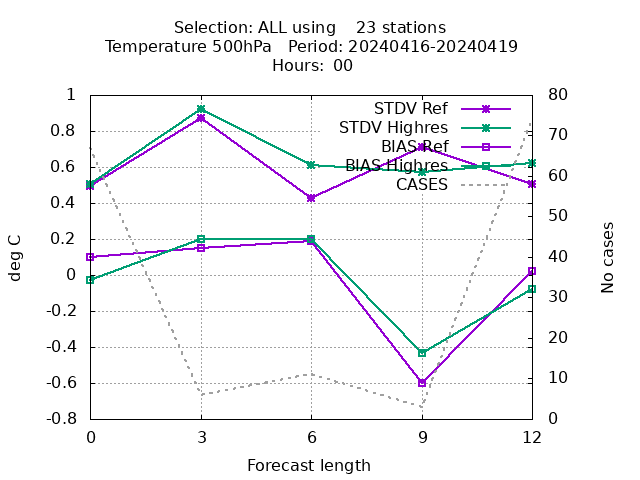 Selection: ALL using    23 stations
Temperature 500hPa   Period: 20240416-20240419
Hours:  00
1
0.8
0.6
0.4
0.2
0
-0.2
-0.4
-0.6
-0.8
deg C
STDV Ref
STDV Highres
BIAS Ref
BIAS Highres
CASES
80
70
60
50
40
30
20
10
0
No cases
0
3
6
9
12
Forecast length